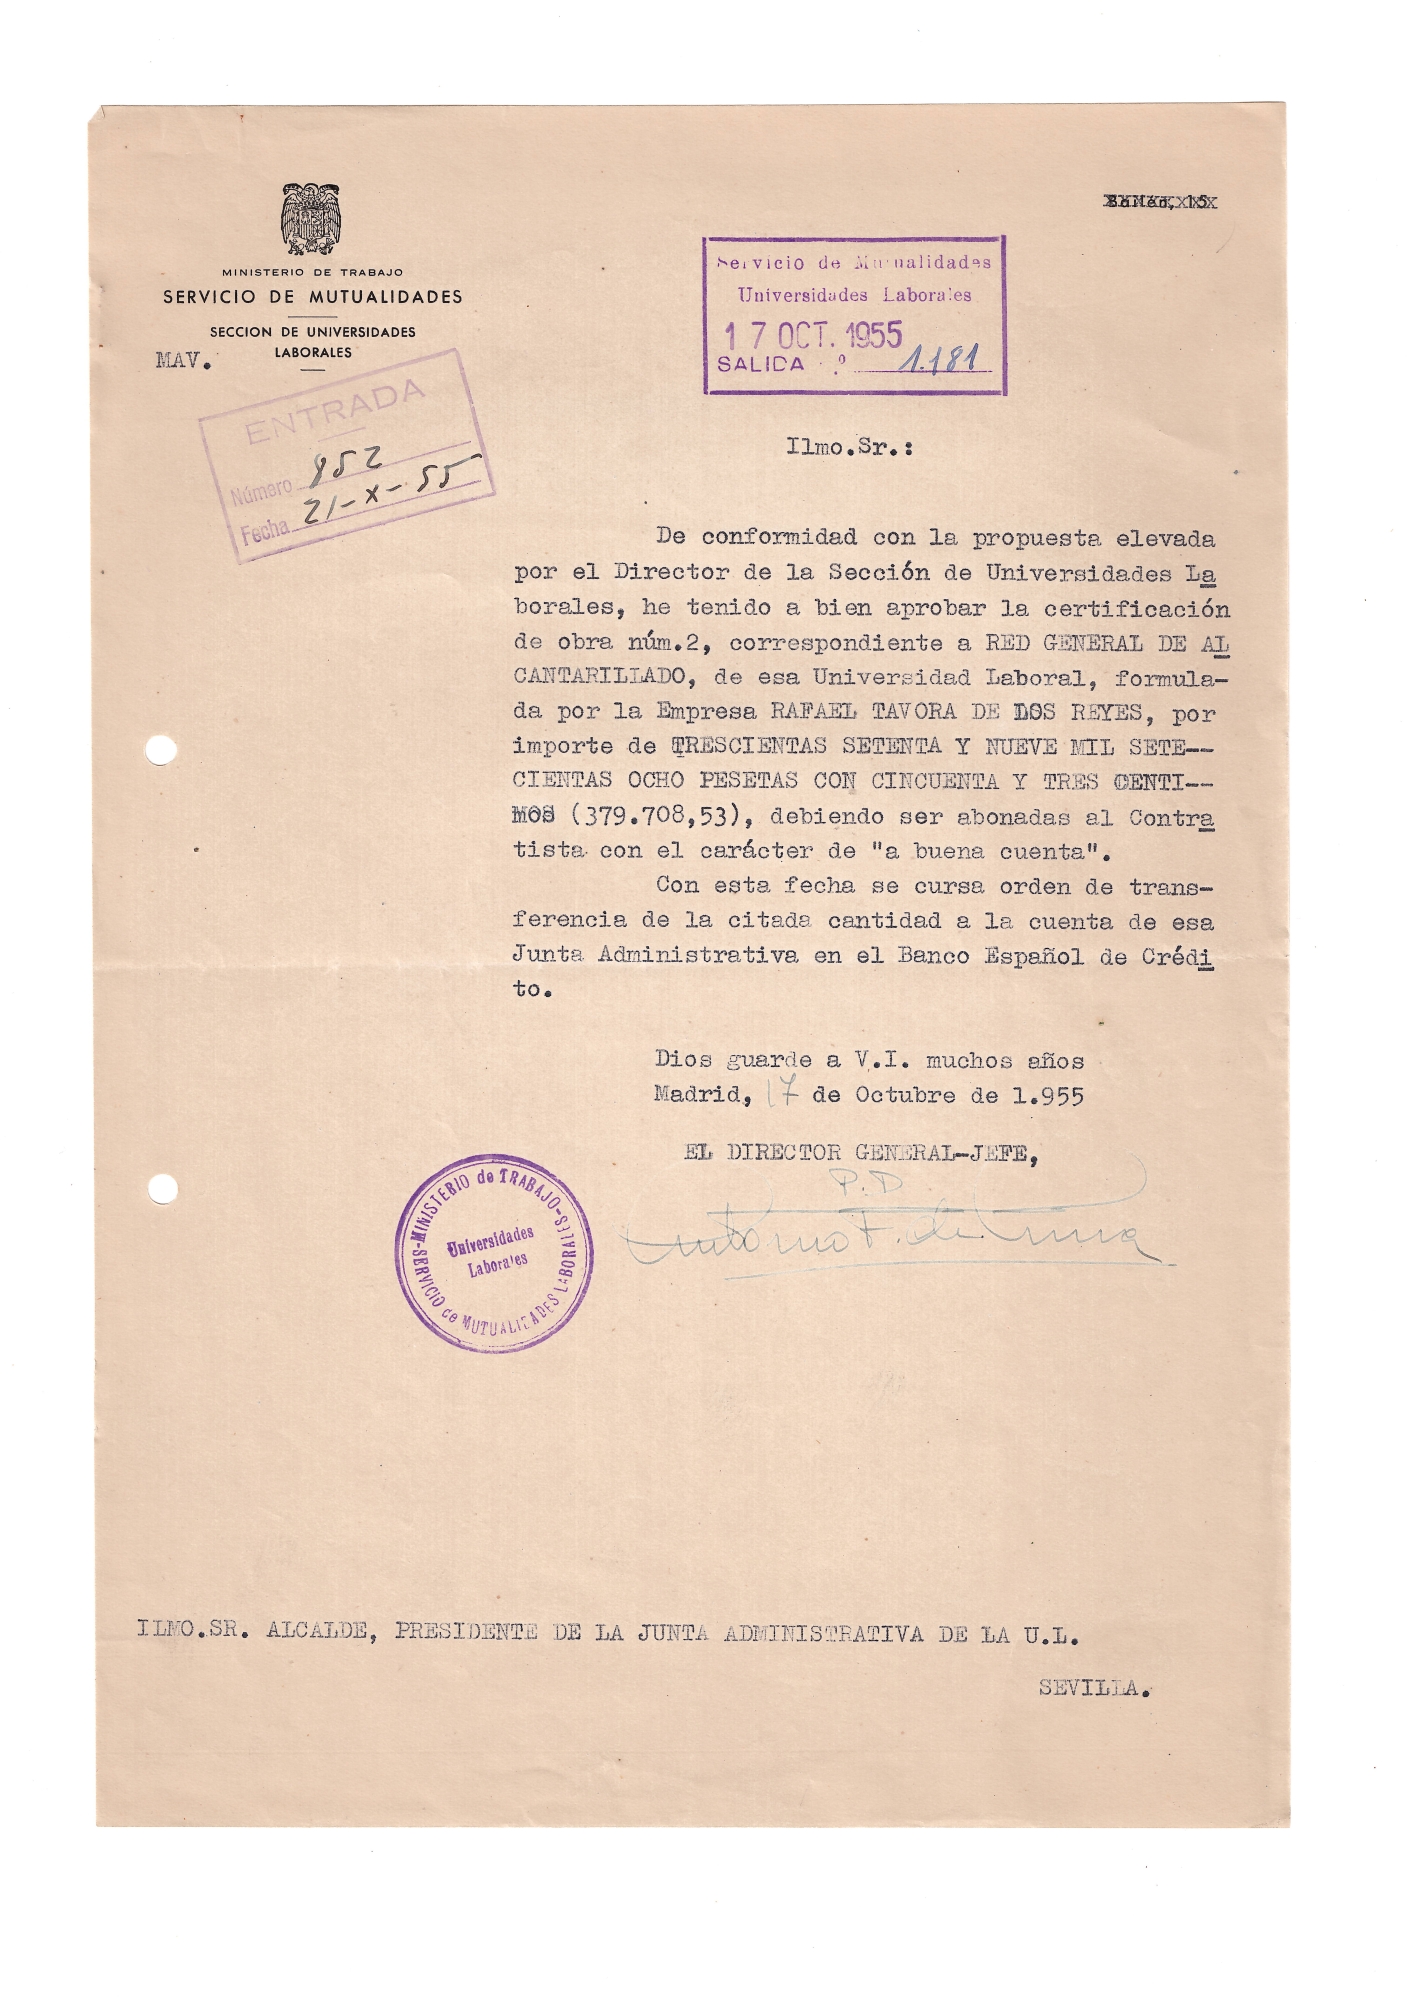 MINISTERIO DE TRABAJO
SERVICIO DE MUTUALIDADES
SECCION DE UNIVERSIDADES
LABORALES
MAV.
Servicio de Mutualidades
Universidades Laborales
17 OCT. 1955
SALIDA º 1.181
ENTRADA
Número 952
Fecha 21-X-55
Ilmo.Sr.:
De conformidad con la propuesta elevada
por el Director de la Sección de Universidades La
borales, he tenido a bien aprobar la certificación
de obra núm.2, correspondiente a RED GENERAL DE AL
CANTARILLADO, de esa Universidad Laboral, formula-
da por la Empresa RAFAEL TAVORA DE LOS REYES, por
importe de TRESCIENTAS SETENTA Y NUEVE MIL SETE--
CIENTAS OCHO PESETAS CON CINCUENTA Y TRES CENTI--
MOS (379.708,53), debiendo ser abonadas al Contra
tista con el carácter de "a buena cuenta".
Con esta fecha se cursa orden de trans-
ferencia de la citada cantidad a la cuenta de esa
Junta Administrativa en el Banco Español de Crédi
to.
Dios guarde a V.I. muchos años
Madrid, 17 de Octubre de 1.955
EL DIRECTOR GENERAL-JEFE,
P.D.
MINISTERIO de TRABAJO-SERVICIO de MUTUALIDADES LABORALES-
Universidades
Laborales
ILMO.SR. ALCALDE, PRESIDENTE DE LA JUNTA ADMINISTRATIVA DE LA U.L.
SEVILLA.